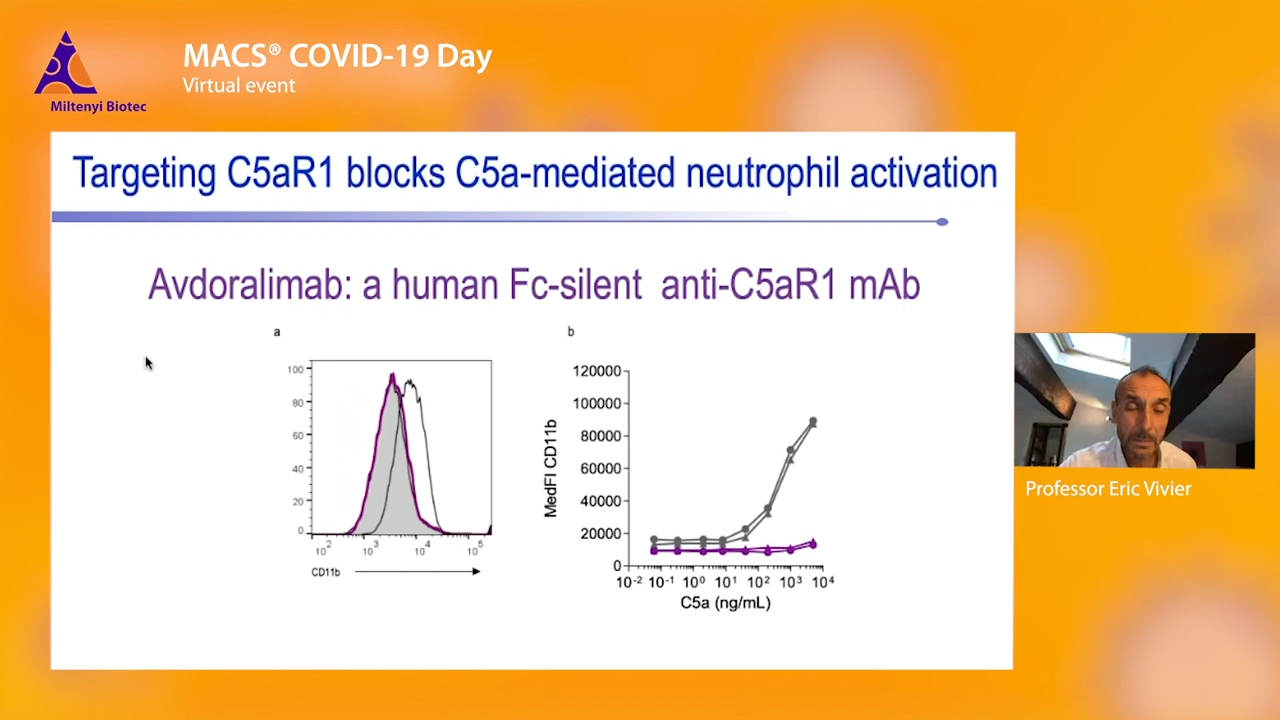 MACS® COVID-19 Day
Virtual event
Miltenyi Biotec
Targeting C5aR1 blocks C5a-mediated neutrophil activation
Avdoralimab: a human Fc-silent anti-C5aR1 mAb
a
100
80
60
40
20
0
10²
10³
10⁴
10⁵
CD11b
b
MedFI CD11b
120000
100000
80000
60000
40000
20000
0
10⁻² 10⁻¹ 10⁰ 10¹ 10² 10³ 10⁴
C5a (ng/mL)
Professor Eric Vivier